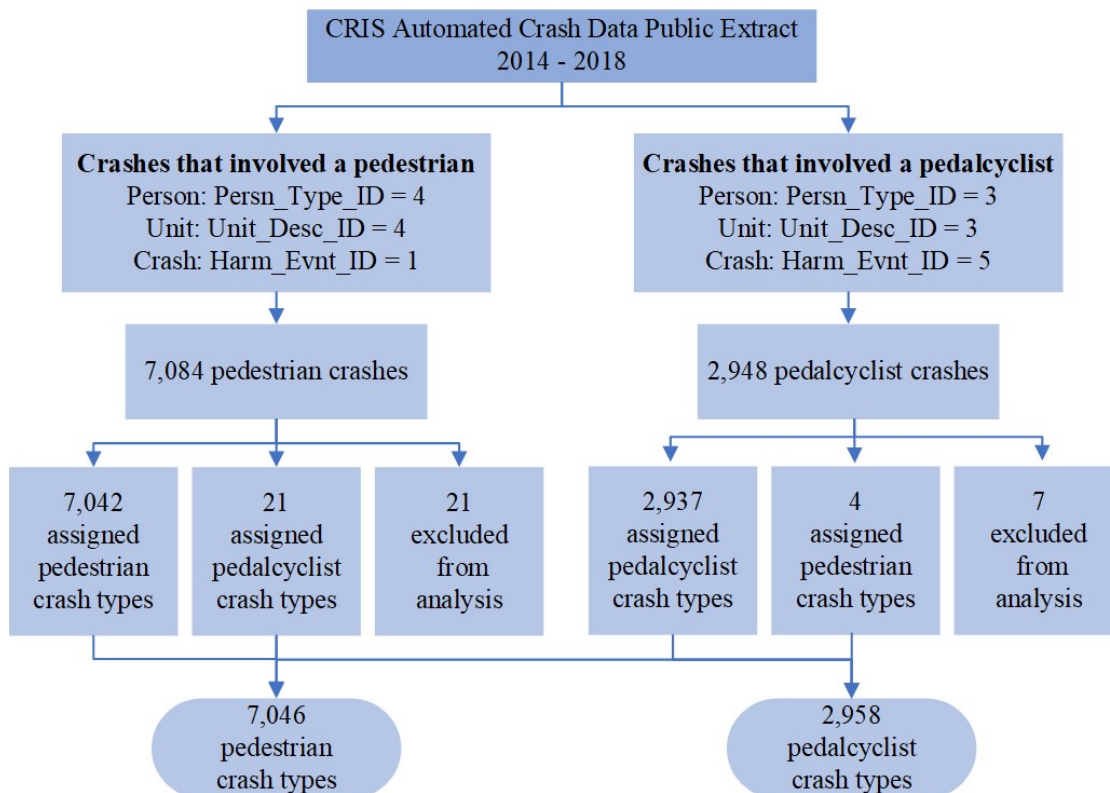 CRIS Automated Crash Data Public Extract
2014 - 2018
Crashes that involved a pedestrian
Person: Persn_Type_ID = 4
Unit: Unit_Desc_ID = 4
Crash: Harm_Evnt_ID = 1
Crashes that involved a pedalcyclist
Person: Persn_Type_ID = 3
Unit: Unit_Desc_ID = 3
Crash: Harm_Evnt_ID = 5
7,084 pedestrian crashes
2,948 pedalcyclist crashes
7,042
assigned
pedestrian
crash types
21
assigned
pedalcyclist
crash types
21
excluded
from
analysis
2,937
assigned
pedalcyclist
crash types
4
assigned
pedestrian
crash types
7
excluded
from
analysis
7,046
pedestrian
crash types
2,958
pedalcyclist
crash types